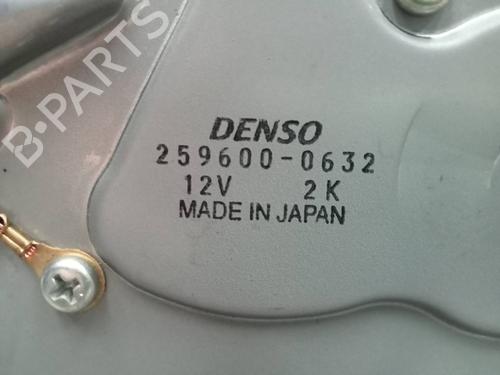 B-PARTS
DENSO
259600-0632
12V 2K
MADE IN JAPAN